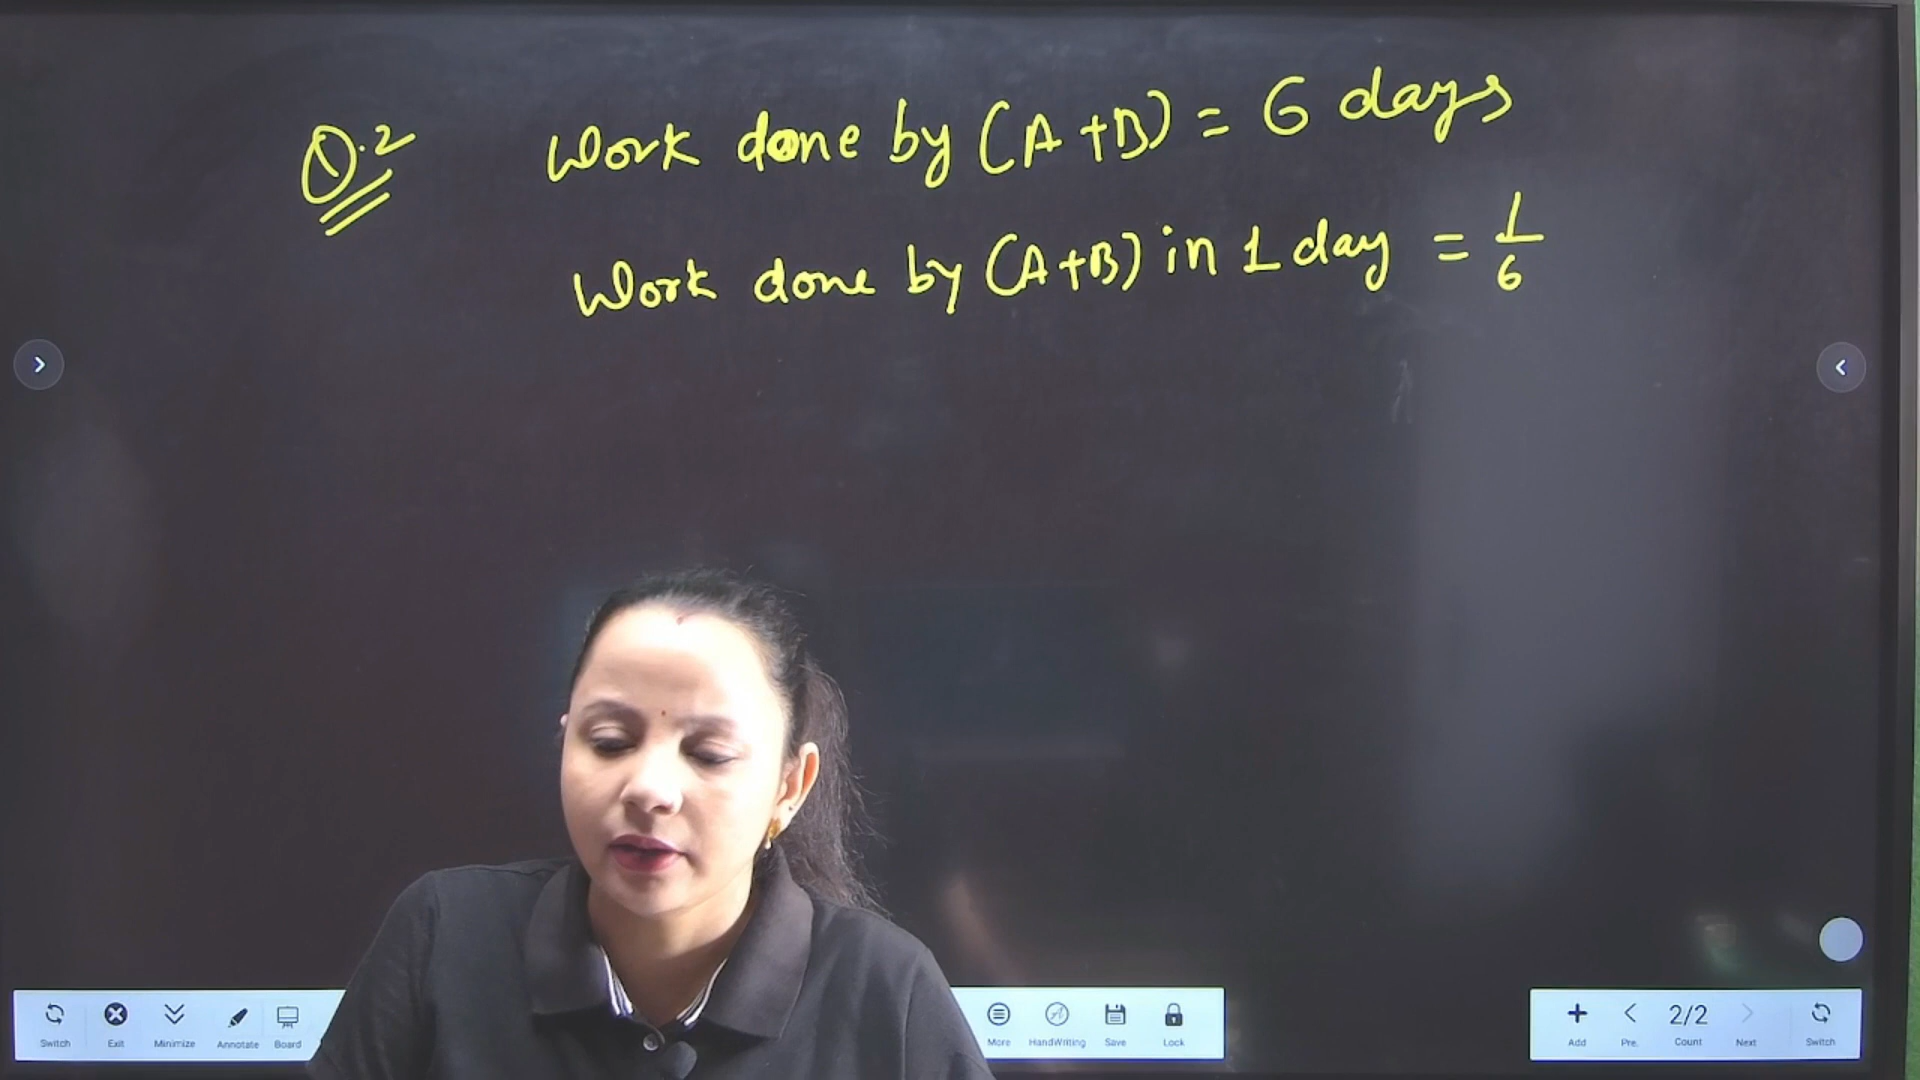 Q.2 Work done by (A+B) = 6 days
Work done by (A+B) in 1 day = 1/6
Switch Exit Minimize Annotate Board More HandWriting Save Lock Add Pre. 2/2 Count Next Switch